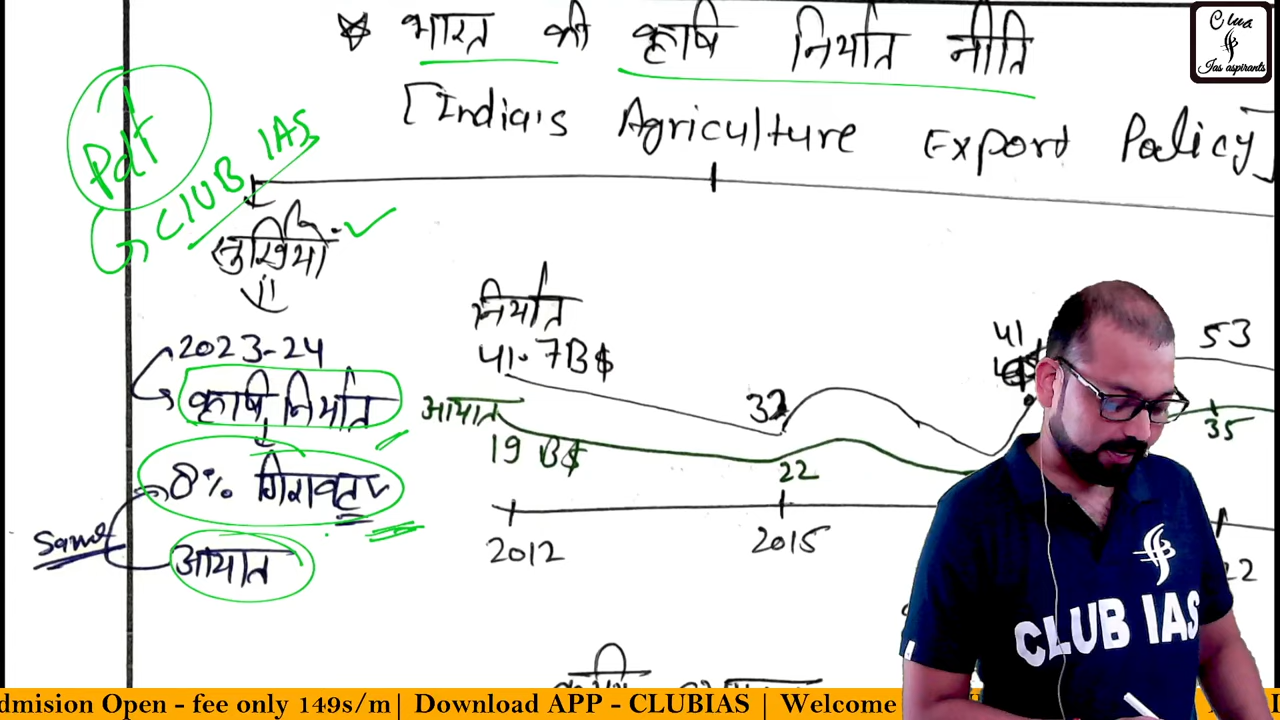 भारत की कृषि निर्यात नीति
[India's Agriculture Export Policy]
Clua
Ias aspirants
Pdf
CLUB IAS
सुर्खियों
2023-24
कृषि निर्यात
8% गिरावट
आयात
Same
निर्यात
41.7B$
आयात
19 B$
32
22
41
53
35
2012
2015
22
CLUB IAS
dmision Open - fee only 149s/m| Download APP - CLUBIAS | Welcome